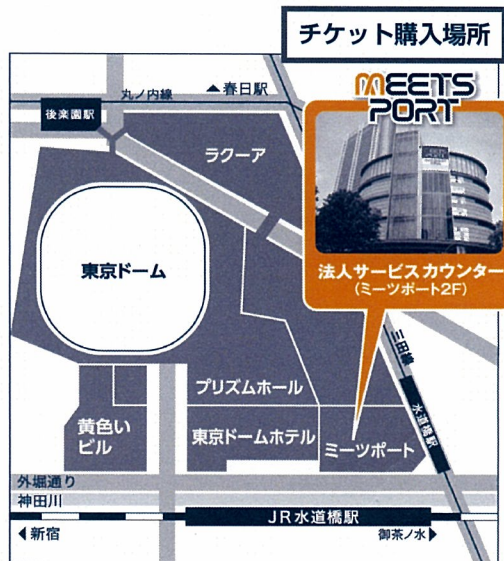 チケット購入場所
MEETS
PORT
丸ノ内線
▲春日駅
後楽園駅
ラクーア
法人サービスカウンター
(ミーツポート2F)
東京ドーム
三田線
プリズムホール
水道橋駅
黄色い
ビル
東京ドームホテル
ミーツポート
外堀通り
神田川
JR水道橋駅
◀新宿
御茶ノ水▶